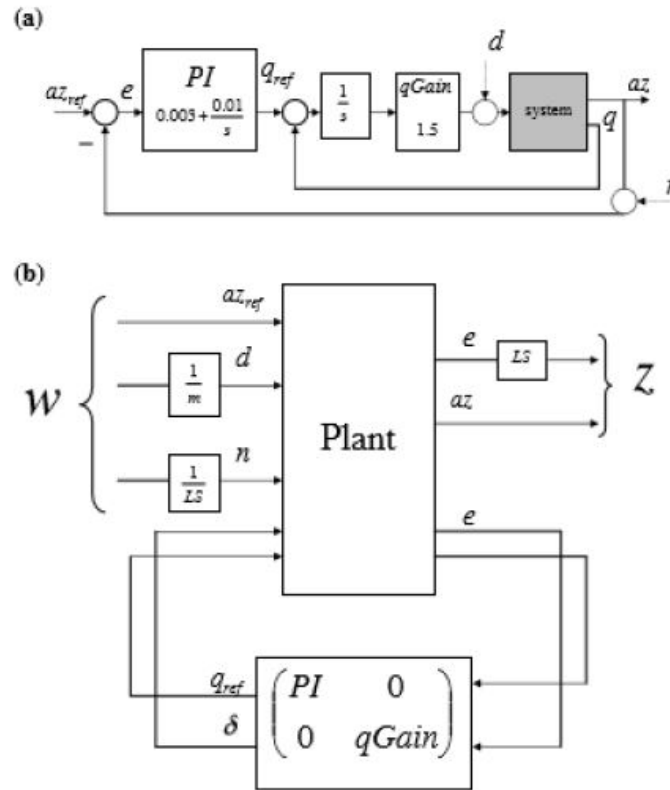 (a)
d
az_ref
e
PI
0.005 + 0.01/s
q_ref
1/s
qGain
1.5
system
az
q
−
(b)
w
az_ref
1/m
d
1/LS
n
Plant
e
LS
az
z
e
q_ref
δ
PI 0
0 qGain